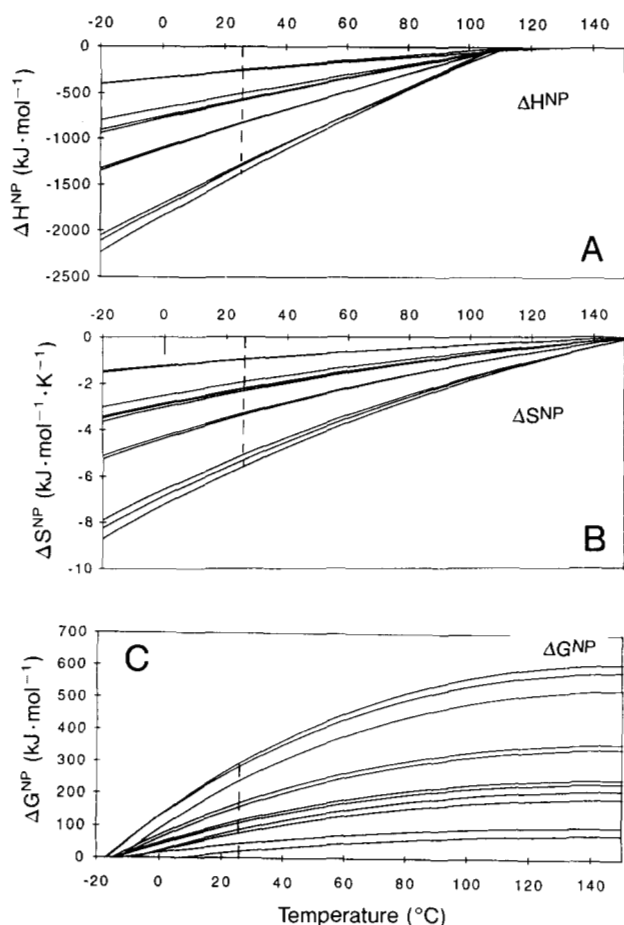 -20 0 20 40 60 80 100 120 140
0
-500
-1000
-1500
-2000
-2500
ΔH^NP (kJ·mol⁻¹)
ΔH^NP
A
-20 0 20 40 60 80 100 120 140
0
-2
-4
-6
-8
-10
ΔS^NP (kJ·mol⁻¹·K⁻¹)
ΔS^NP
B
700
600
500
400
300
200
100
0
ΔG^NP (kJ·mol⁻¹)
C
ΔG^NP
-20 0 20 40 60 80 100 120 140
Temperature (°C)